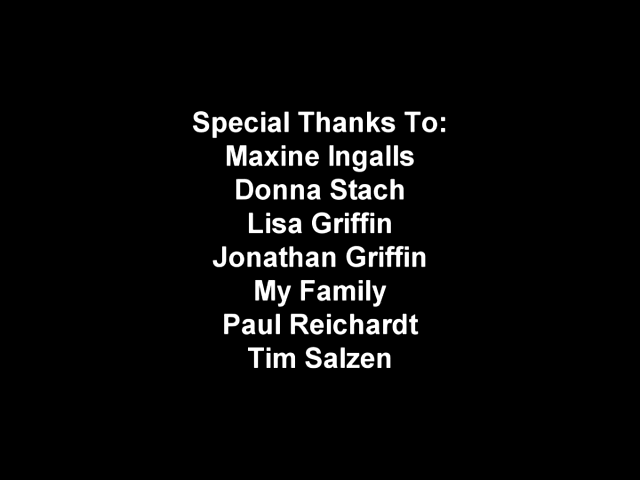 Special Thanks To:
Maxine Ingalls
Donna Stach
Lisa Griffin
Jonathan Griffin
My Family
Paul Reichardt
Tim Salzen